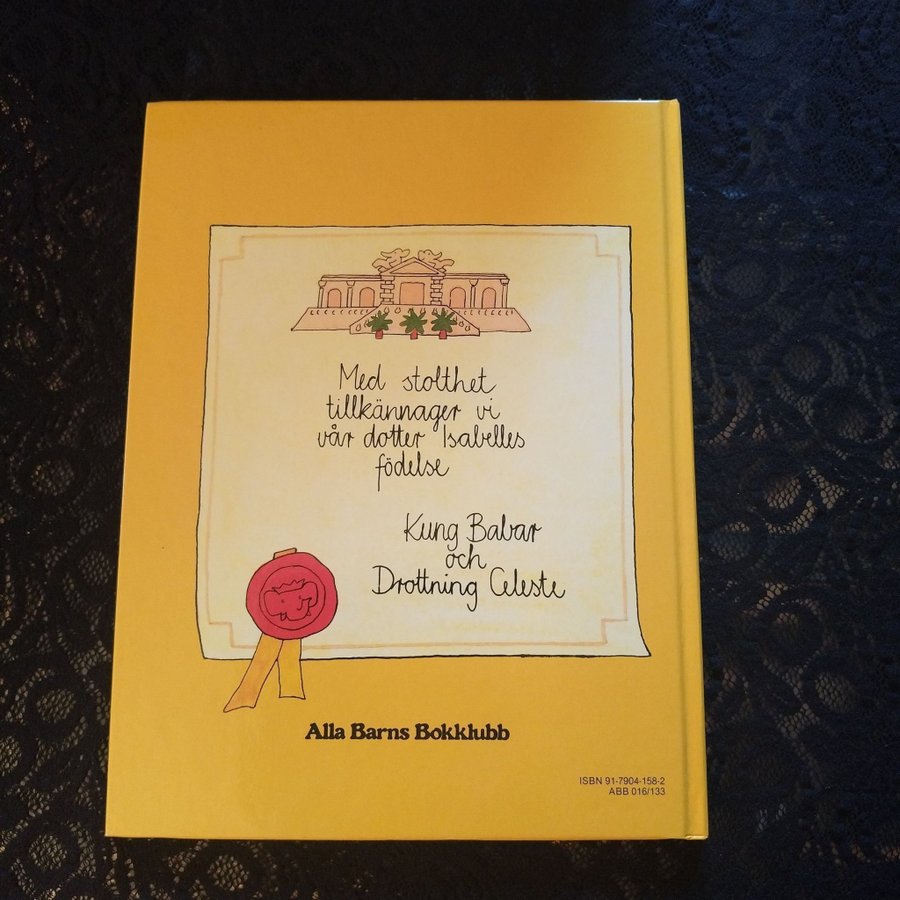 Med stolthet
tillkännager vi
vår dotter Isabelles
födelse
Kung Babar
och
Drottning Celeste
Alla Barns Bokklubb
ISBN 91-7904-158-2
ABB 016/133